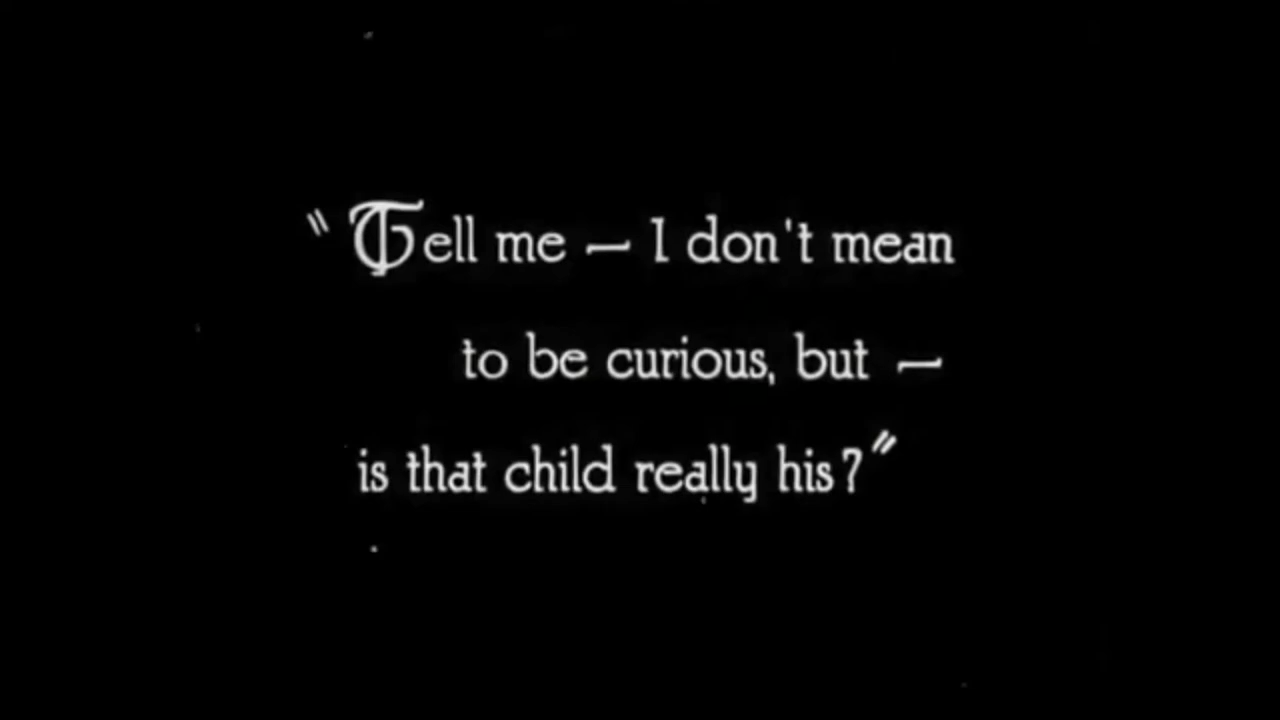 "Tell me — I don't mean
to be curious, but —
is that child really his?"